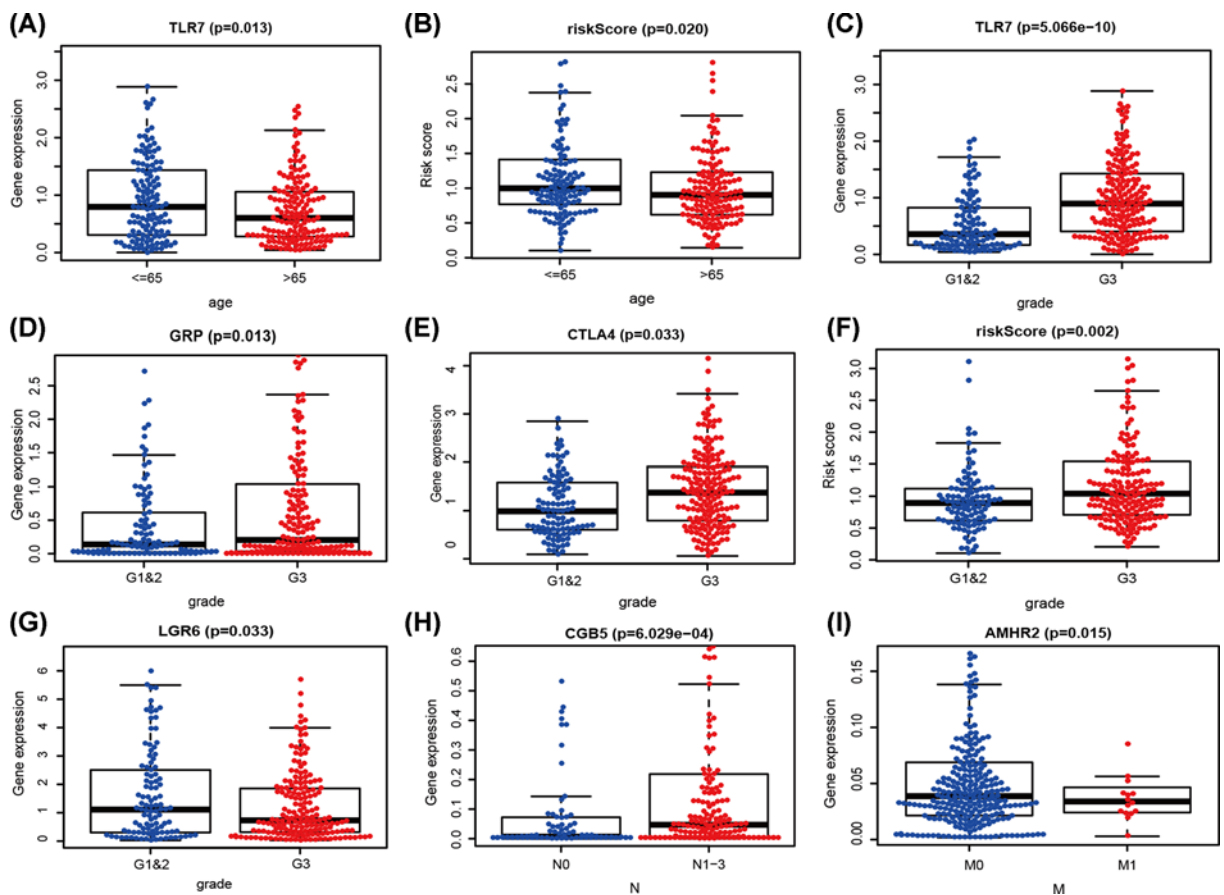 (A)
TLR7 (p=0.013)
Gene expression
3.0
2.0
1.0
0.0
<=65
>65
age
(B)
riskScore (p=0.020)
Risk score
2.5
2.0
1.5
1.0
0.5
0.0
<=65
>65
age
(C)
TLR7 (p=5.066e−10)
Gene expression
3.0
2.0
1.0
0.0
G1&2
G3
grade
(D)
GRP (p=0.013)
Gene expression
2.5
2.0
1.5
1.0
0.5
0.0
G1&2
G3
grade
(E)
CTLA4 (p=0.033)
Gene expression
4
3
2
1
0
G1&2
G3
grade
(F)
riskScore (p=0.002)
Risk score
3.0
2.5
2.0
1.5
1.0
0.5
0.0
G1&2
G3
grade
(G)
LGR6 (p=0.033)
Gene expression
6
5
4
3
2
1
0
G1&2
G3
grade
(H)
CGB5 (p=6.029e−04)
Gene expression
0.6
0.5
0.4
0.3
0.2
0.1
0.0
N0
N1−3
N
(I)
AMHR2 (p=0.015)
Gene expression
0.15
0.10
0.05
0.00
M0
M1
M